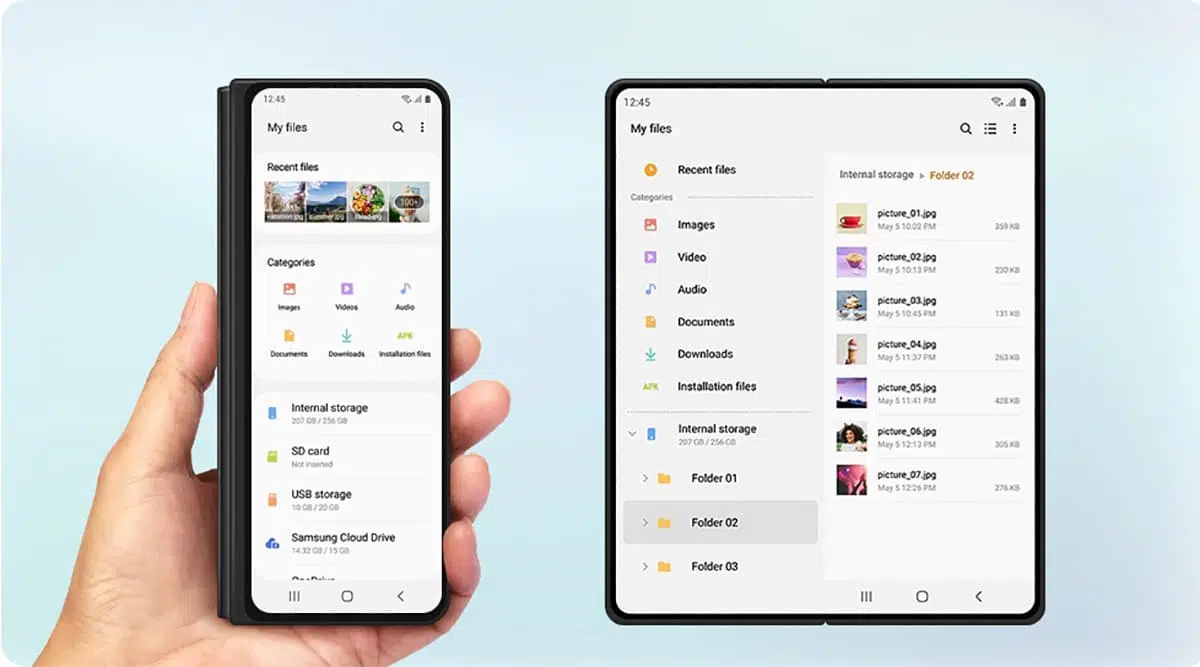 12:45
My files
Recent files
vacation.jpg summer.jpg salad.jpg 100+
Categories
Images Videos Audio
Documents Downloads Installation files
Internal storage
207 GB / 256 GB
SD card
Not inserted
USB storage
10 GB / 20 GB
Samsung Cloud Drive
14.32 GB / 15 GB
OneDrive
12:45
My files
Recent files
Categories
Images
Video
Audio
Documents
Downloads
APK Installation files
Internal storage
207 GB / 256 GB
Folder 01
Folder 02
Folder 03
Internal storage ▸ Folder 02
picture_01.jpg
May 5 10:02 PM 359 KB
picture_02.jpg
May 5 10:13 PM 230 KB
picture_03.jpg
May 5 10:45 PM 131 KB
picture_04.jpg
May 5 11:37 PM 263 KB
picture_05.jpg
May 5 11:41 PM 428 KB
picture_06.jpg
May 5 12:13 PM 305 KB
picture_07.jpg
May 5 12:26 PM 276 KB